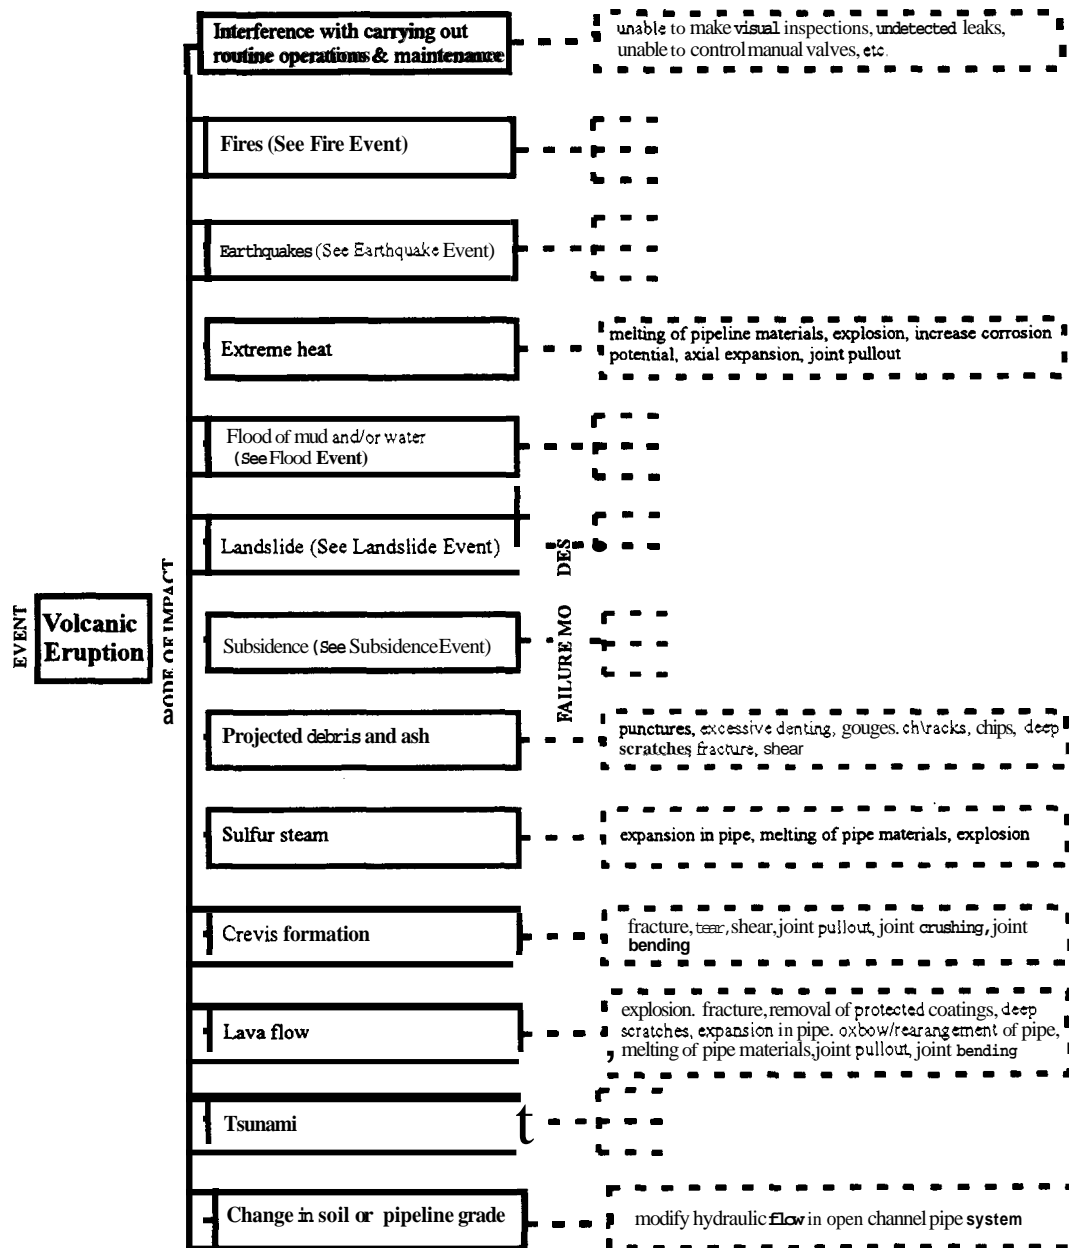 Interference with carrying out
routine operations & maintenance
unable to make visual inspections, undetected leaks,
unable to control manual valves, etc.
Fires (See Fire Event)
Earthquakes (See Earthquake Event)
Extreme heat
melting of pipeline materials, explosion, increase corrosion
potential, axial expansion, joint pullout
Flood of mud and/or water
(See Flood Event)
Landslide (See Landslide Event)
EVENT
Volcanic
Eruption
MODE OF IMPACT
FAILURE MO DES
Subsidence (See Subsidence Event)
Projected debris and ash
punctures, excessive denting, gouges. ch\racks, chips, deep
scratches, fracture, shear
Sulfur steam
expansion in pipe, melting of pipe materials, explosion
Crevis formation
fracture, tear, shear, joint pullout, joint crushing, joint
bending
Lava flow
explosion. fracture, removal of protected coatings, deep
scratches, expansion in pipe. oxbow/rearangement of pipe,
, melting of pipe materials, joint pullout, joint bending
Tsunami
t
Change in soil or pipeline grade
modify hydraulic flow in open channel pipe system